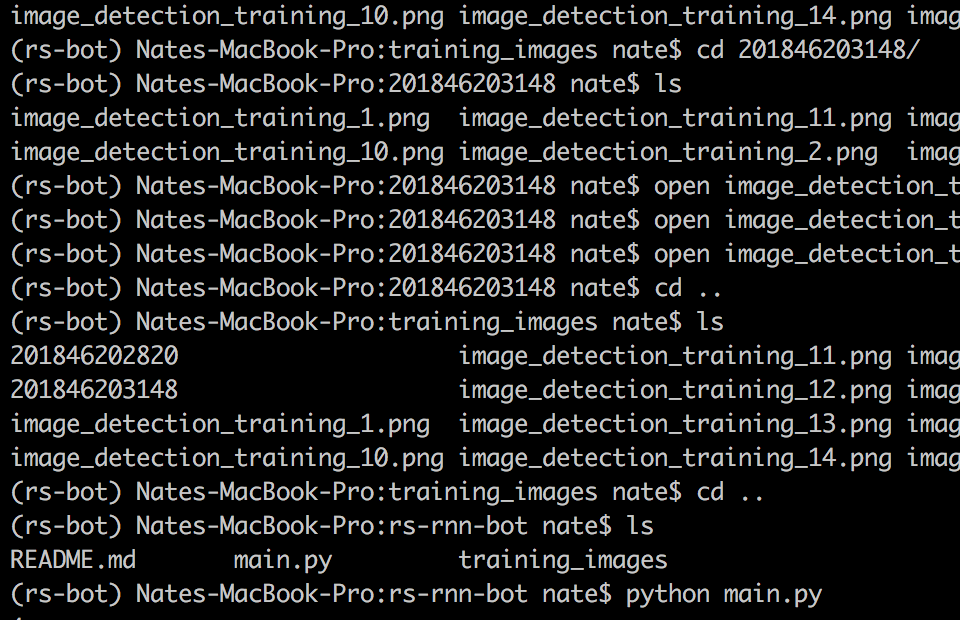 image_detection_training_10.png image_detection_training_14.png imag
(rs-bot) Nates-MacBook-Pro:training_images nate$ cd 201846203148/
(rs-bot) Nates-MacBook-Pro:201846203148 nate$ ls
image_detection_training_1.png  image_detection_training_11.png imag
image_detection_training_10.png image_detection_training_2.png  imag
(rs-bot) Nates-MacBook-Pro:201846203148 nate$ open image_detection_t
(rs-bot) Nates-MacBook-Pro:201846203148 nate$ open image_detection_t
(rs-bot) Nates-MacBook-Pro:201846203148 nate$ open image_detection_t
(rs-bot) Nates-MacBook-Pro:201846203148 nate$ cd ..
(rs-bot) Nates-MacBook-Pro:training_images nate$ ls
201846202820                    image_detection_training_11.png imag
201846203148                    image_detection_training_12.png imag
image_detection_training_1.png  image_detection_training_13.png imag
image_detection_training_10.png image_detection_training_14.png imag
(rs-bot) Nates-MacBook-Pro:training_images nate$ cd ..
(rs-bot) Nates-MacBook-Pro:rs-rnn-bot nate$ ls
README.md       main.py         training_images
(rs-bot) Nates-MacBook-Pro:rs-rnn-bot nate$ python main.py